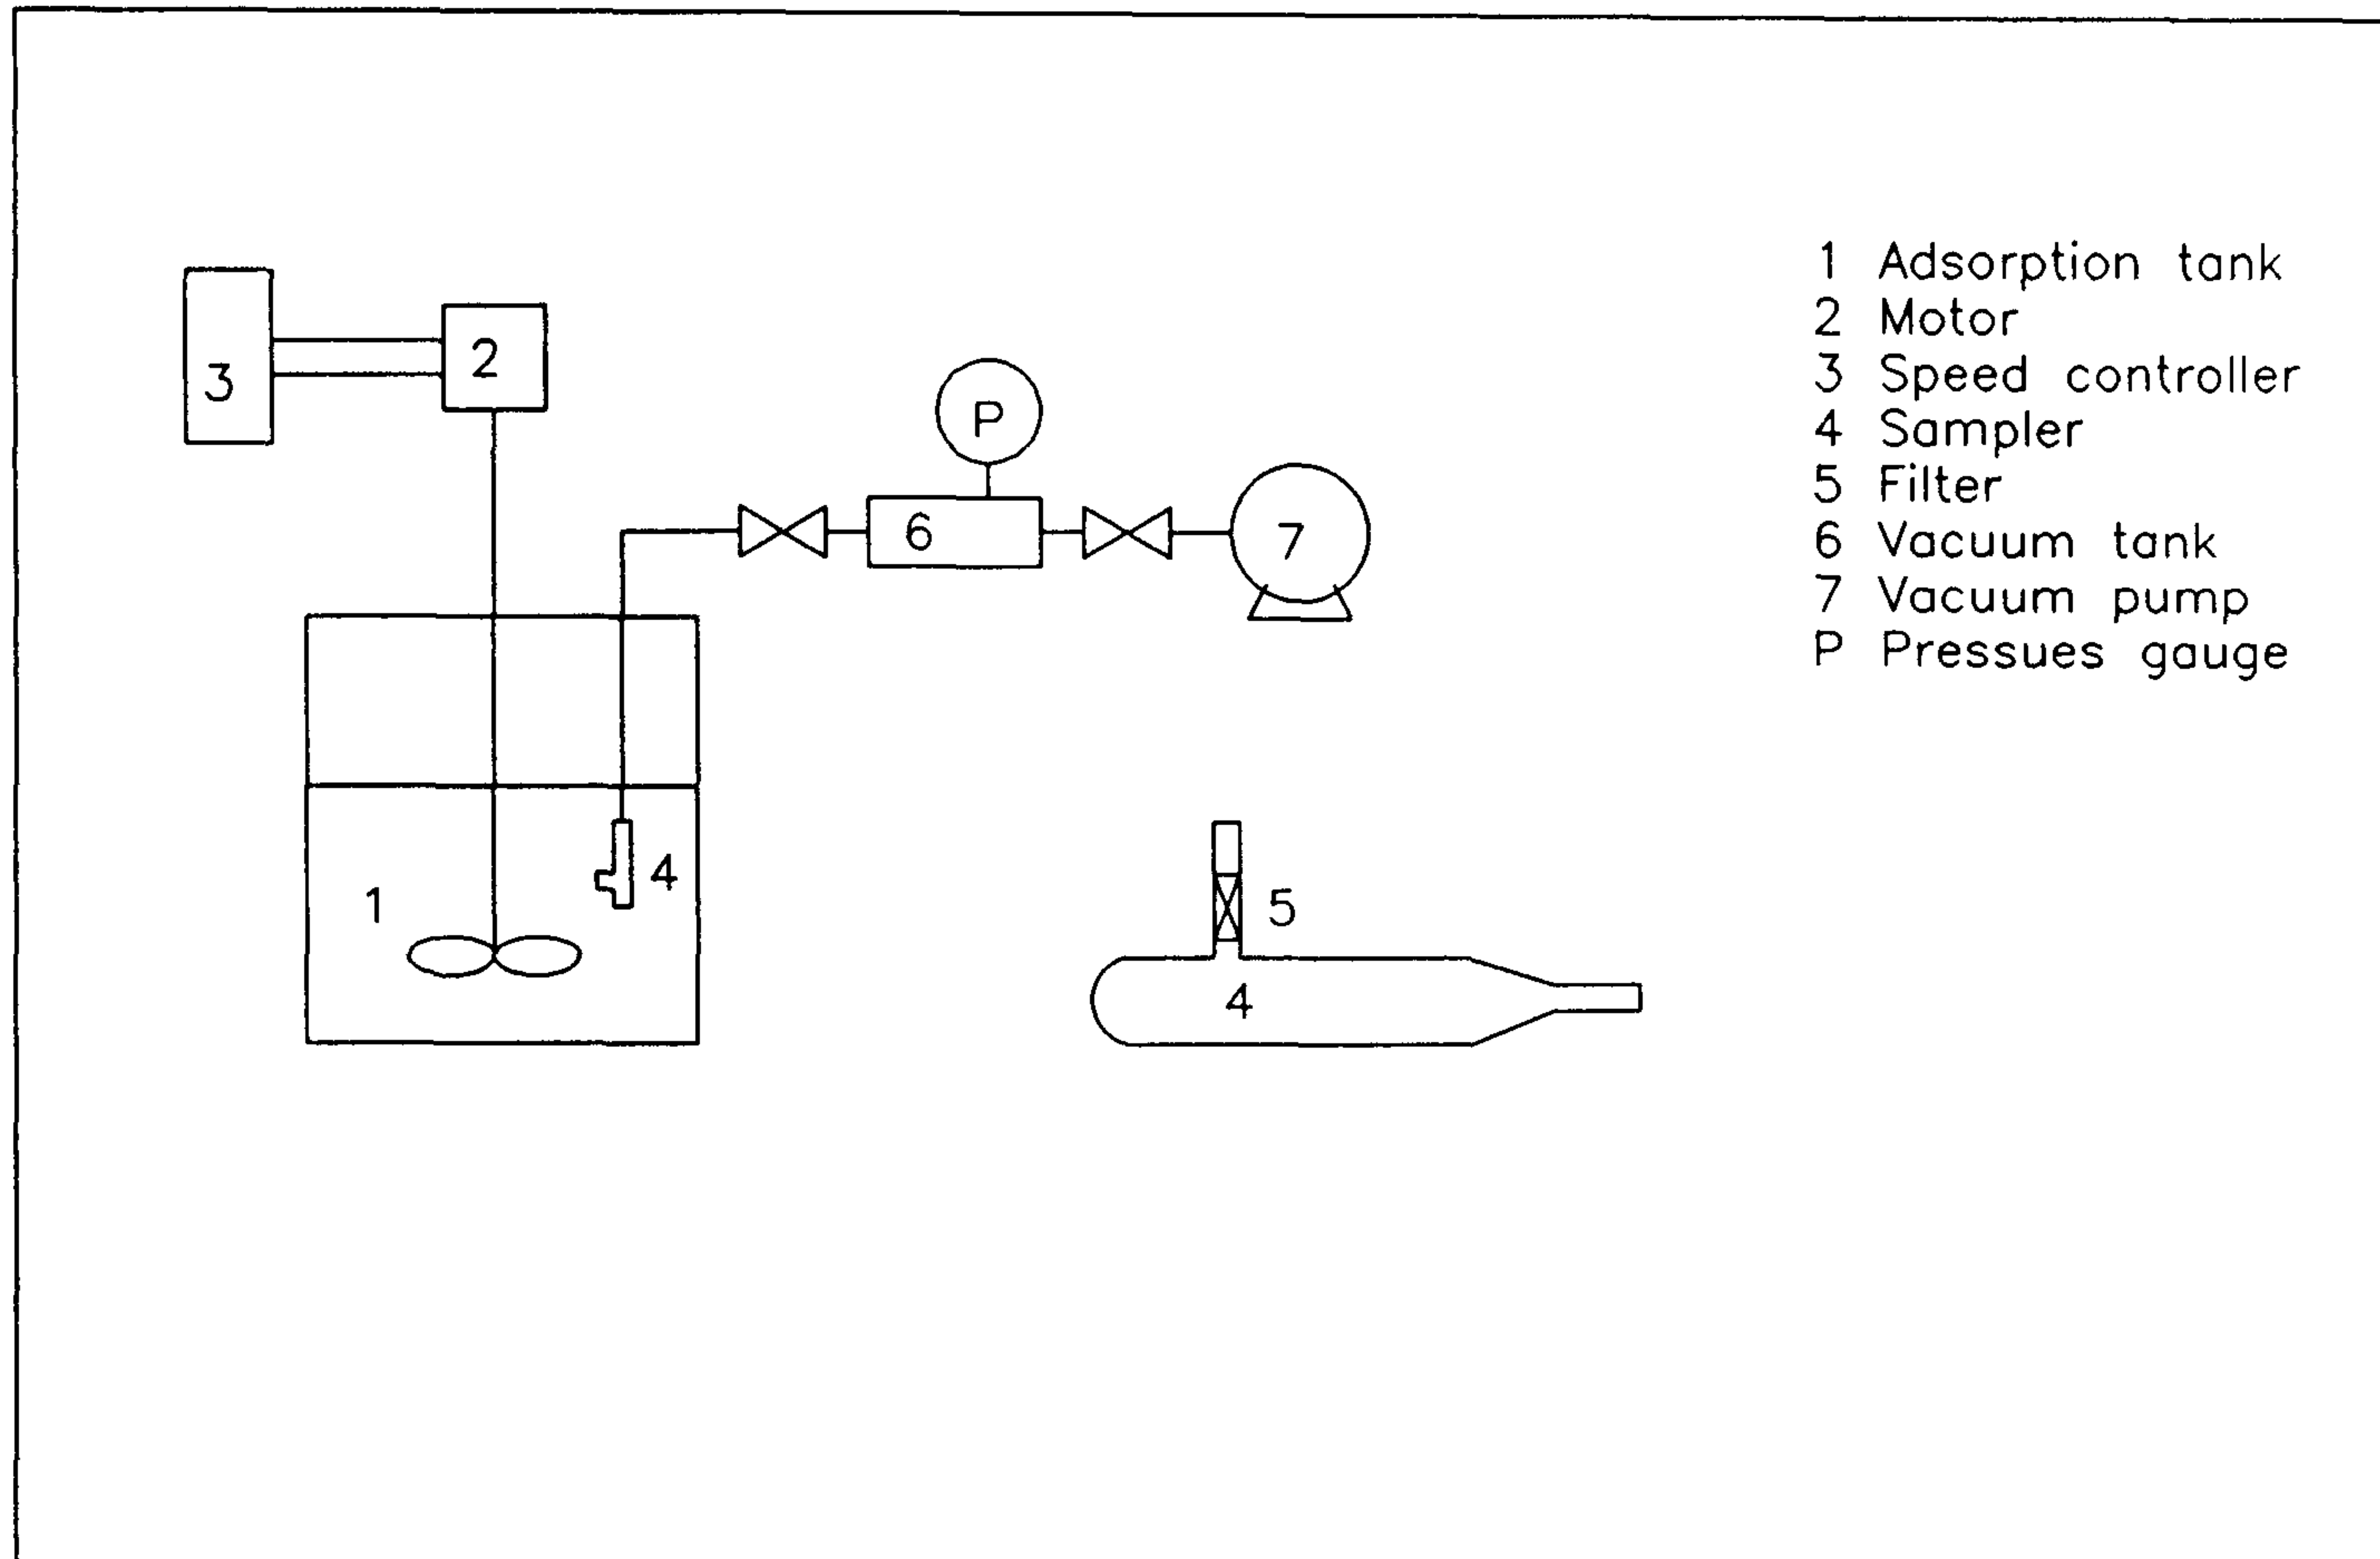 3
2
P
6
7
1
4
5
4
1 Adsorption tank
2 Motor
3 Speed controller
4 Sampler
5 Filter
6 Vacuum tank
7 Vacuum pump
P Pressues gauge